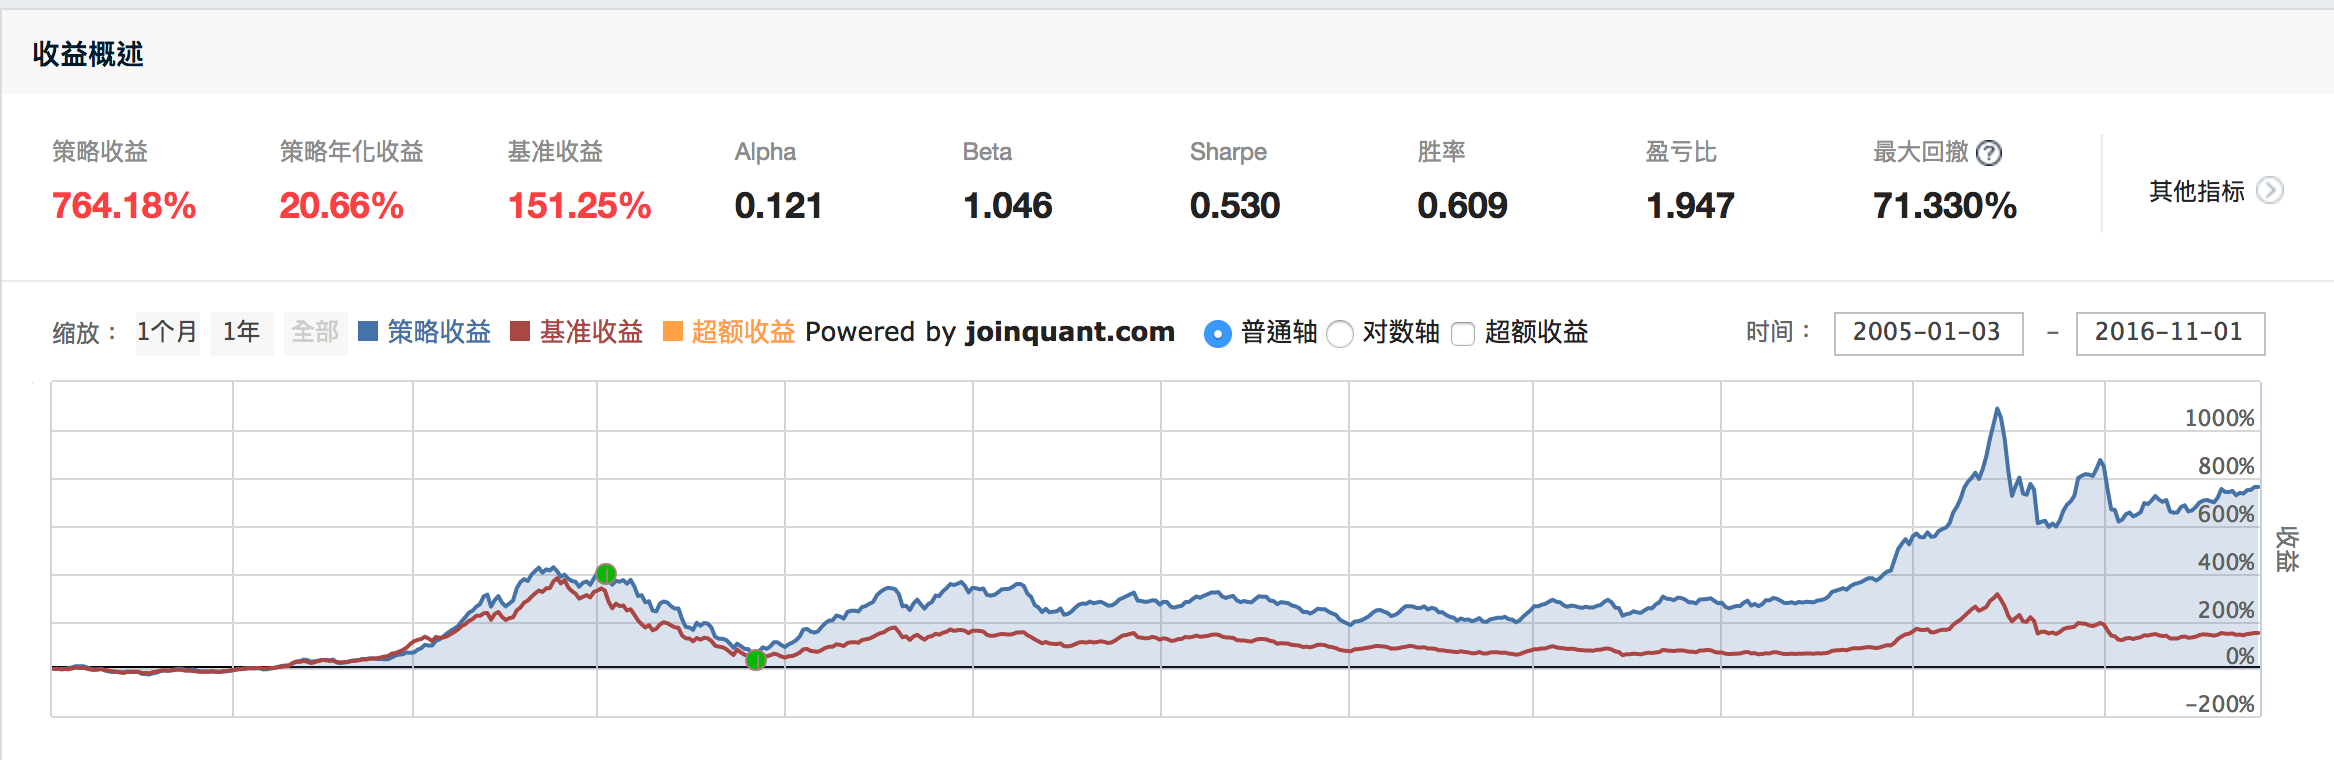 收益概述
策略收益 策略年化收益 基准收益 Alpha Beta Sharpe 胜率 盈亏比 最大回撤 ?
764.18% 20.66% 151.25% 0.121 1.046 0.530 0.609 1.947 71.330% 其他指标
缩放： 1个月 1年 全部 策略收益 基准收益 超额收益 Powered by joinquant.com 普通轴 对数轴 超额收益 时间： 2005-01-03 - 2016-11-01
1000%
800%
600%
收益
400%
200%
0%
-200%